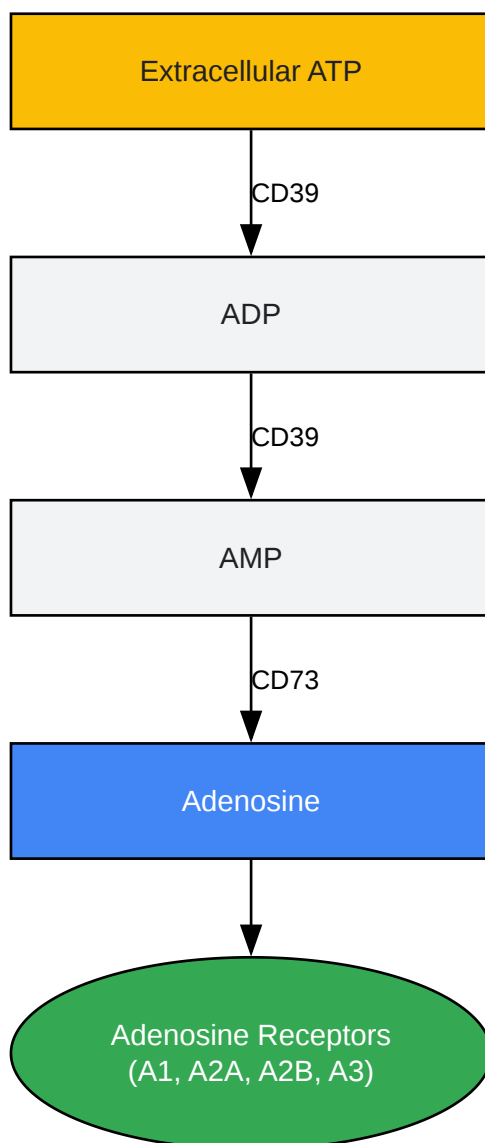 Extracellular ATP
CD39
ADP
CD39
AMP
CD73
Adenosine
Adenosine Receptors
(A1, A2A, A2B, A3)